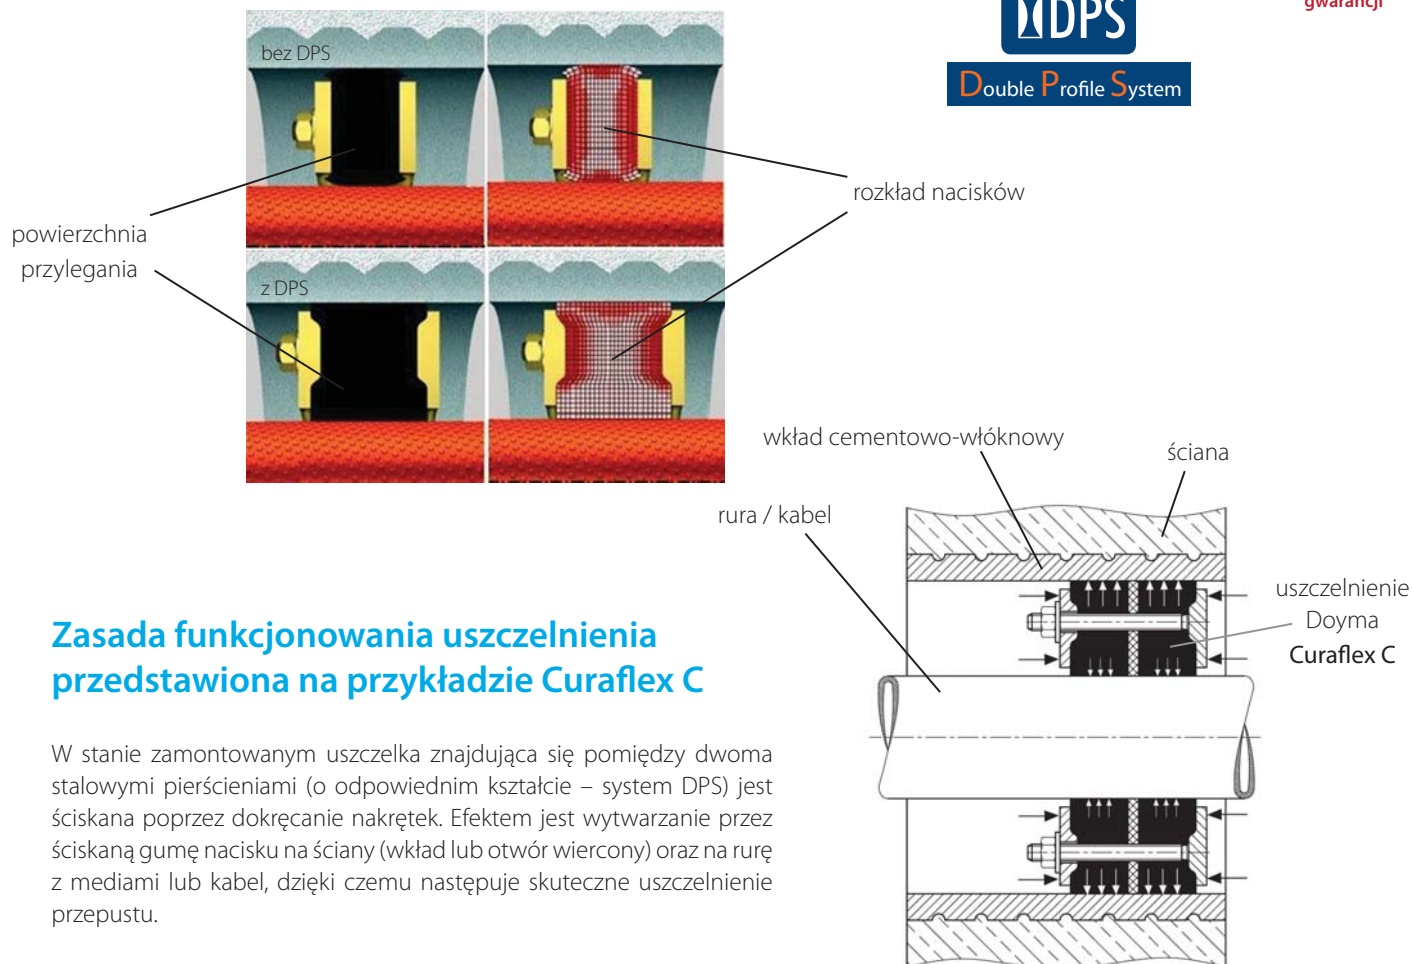 gwarancji
DPS
Double Profile System
bez DPS
rozkład nacisków
powierzchnia
przylegania
z DPS
wkład cementowo-włóknowy
ściana
rura / kabel
uszczelnienie
Doyma
Curaflex C
Zasada funkcjonowania uszczelnienia
przedstawiona na przykładzie Curaflex C
W stanie zamontowanym uszczelka znajdująca się pomiędzy dwoma
stalowymi pierścieniami (o odpowiednim kształcie – system DPS) jest
ściskana poprzez dokręcanie nakrętek. Efektem jest wytwarzanie przez
ściskaną gumę nacisku na ściany (wkład lub otwór wiercony) oraz na rurę
z mediami lub kabel, dzięki czemu następuje skuteczne uszczelnienie
przepustu.